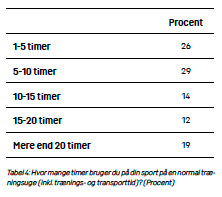 Procent
1-5 timer 26
5-10 timer 29
10-15 timer 14
15-20 timer 12
Mere end 20 timer 19
Tabel 4: Hvor mange timer bruger du på din sport på en normal træ-
ningsuge (inkl. trænings- og transporttid)? (Procent)